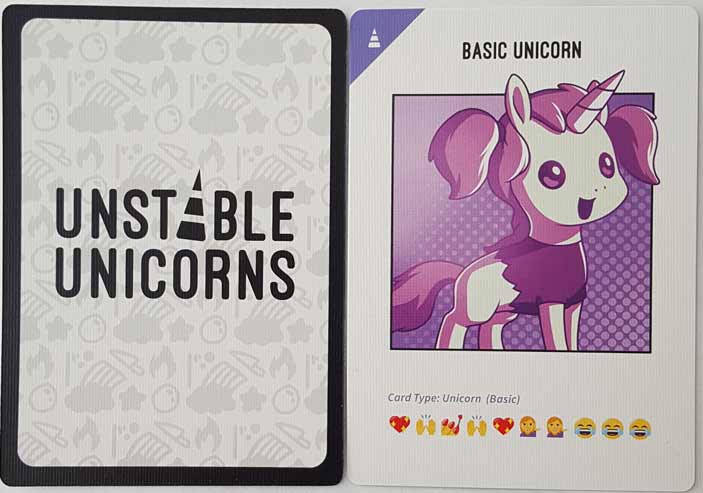 UNSTABLE
UNICORNS
BASIC UNICORN
Card Type: Unicorn (Basic)
💖🙌💅🙌💖💁💁😂😂😂